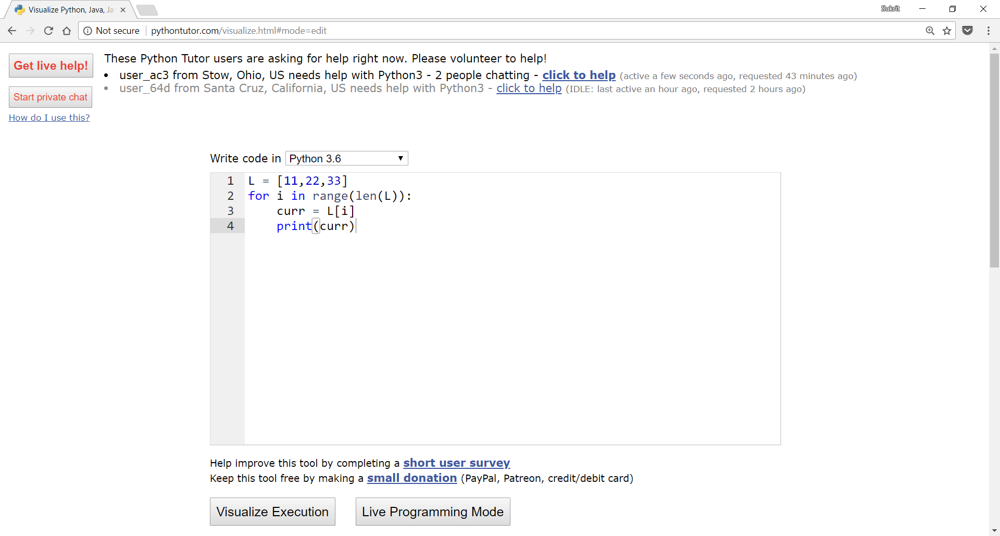 Visualize Python, Java, Ja
Sukrit
Not secure
pythontutor.com/visualize.html#mode=edit
Get live help!
Start private chat
How do I use this?
These Python Tutor users are asking for help right now. Please volunteer to help!
• user_ac3 from Stow, Ohio, US needs help with Python3 - 2 people chatting - click to help (active a few seconds ago, requested 43 minutes ago)
• user_64d from Santa Cruz, California, US needs help with Python3 - click to help (IDLE: last active an hour ago, requested 2 hours ago)
Write code in Python 3.6
1 L = [11,22,33]
2 for i in range(len(L)):
3     curr = L[i]
4     print(curr)
Help improve this tool by completing a short user survey
Keep this tool free by making a small donation (PayPal, Patreon, credit/debit card)
Visualize Execution
Live Programming Mode